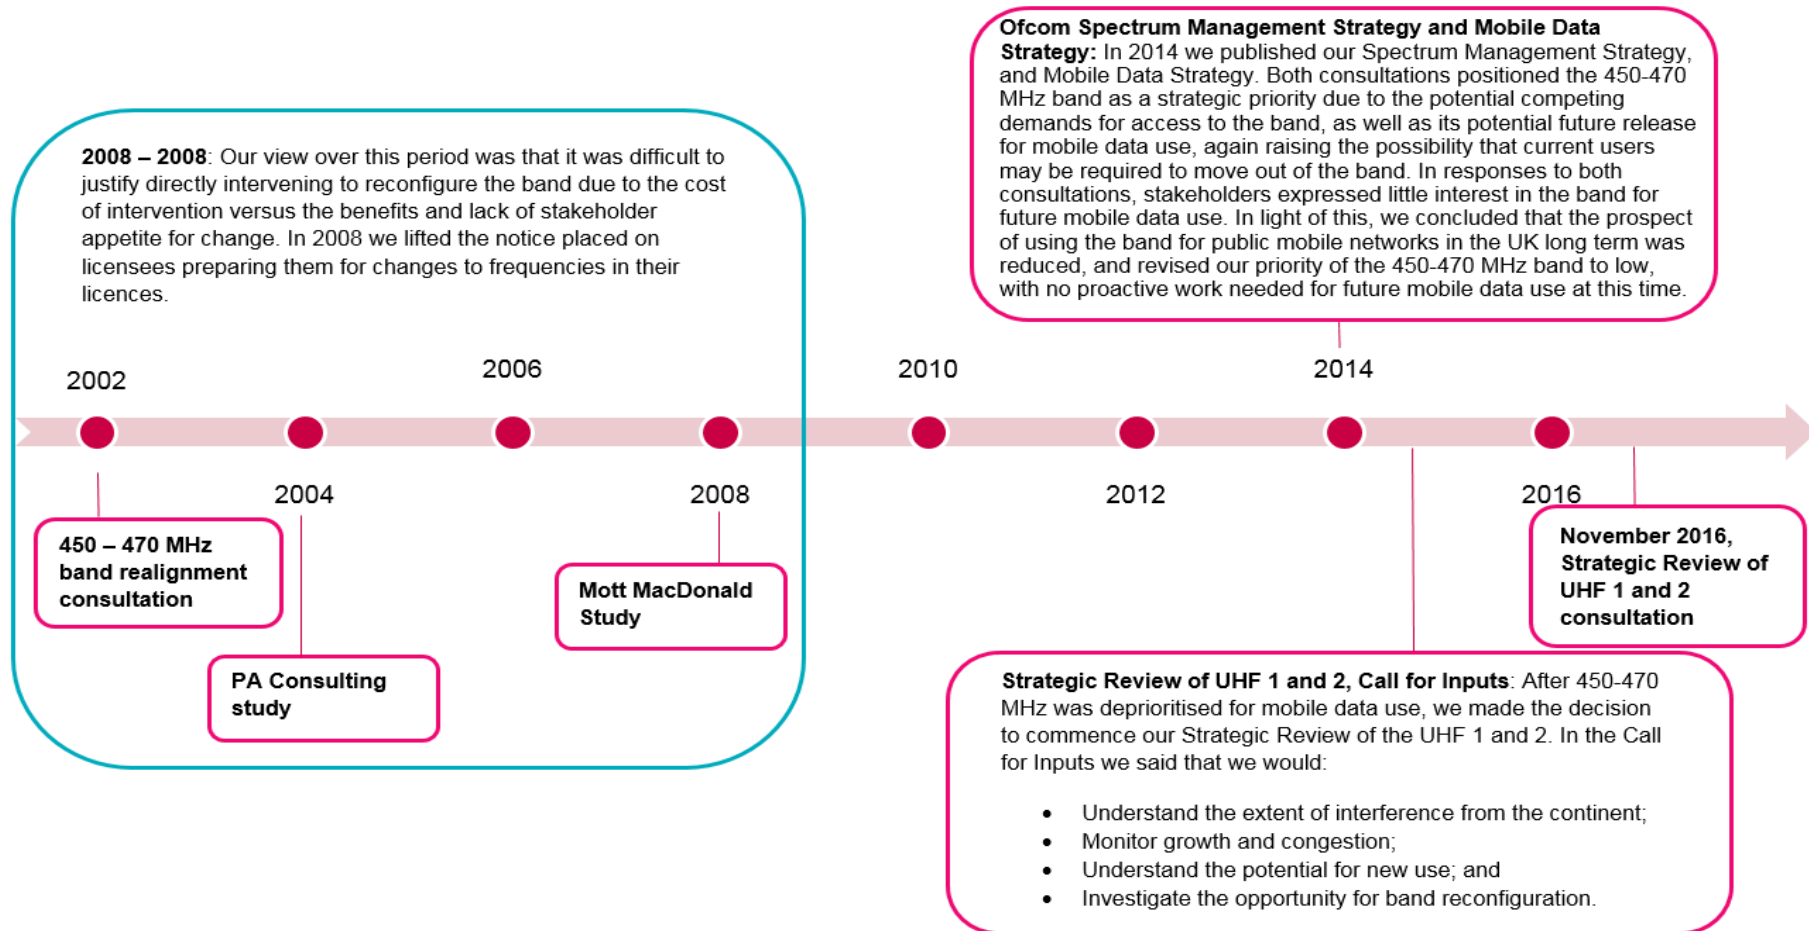 Ofcom Spectrum Management Strategy and Mobile Data
Strategy: In 2014 we published our Spectrum Management Strategy,
and Mobile Data Strategy. Both consultations positioned the 450-470
MHz band as a strategic priority due to the potential competing
demands for access to the band, as well as its potential future release
for mobile data use, again raising the possibility that current users
may be required to move out of the band. In responses to both
consultations, stakeholders expressed little interest in the band for
future mobile data use. In light of this, we concluded that the prospect
of using the band for public mobile networks in the UK long term was
reduced, and revised our priority of the 450-470 MHz band to low,
with no proactive work needed for future mobile data use at this time.
2008 – 2008: Our view over this period was that it was difficult to
justify directly intervening to reconfigure the band due to the cost
of intervention versus the benefits and lack of stakeholder
appetite for change. In 2008 we lifted the notice placed on
licensees preparing them for changes to frequencies in their
licences.
2002
2006
2010
2014
2004
2008
2012
2016
450 – 470 MHz
band realignment
consultation
Mott MacDonald
Study
November 2016,
Strategic Review of
UHF 1 and 2
consultation
PA Consulting
study
Strategic Review of UHF 1 and 2, Call for Inputs: After 450-470
MHz was deprioritised for mobile data use, we made the decision
to commence our Strategic Review of the UHF 1 and 2. In the Call
for Inputs we said that we would:
• Understand the extent of interference from the continent;
• Monitor growth and congestion;
• Understand the potential for new use; and
• Investigate the opportunity for band reconfiguration.